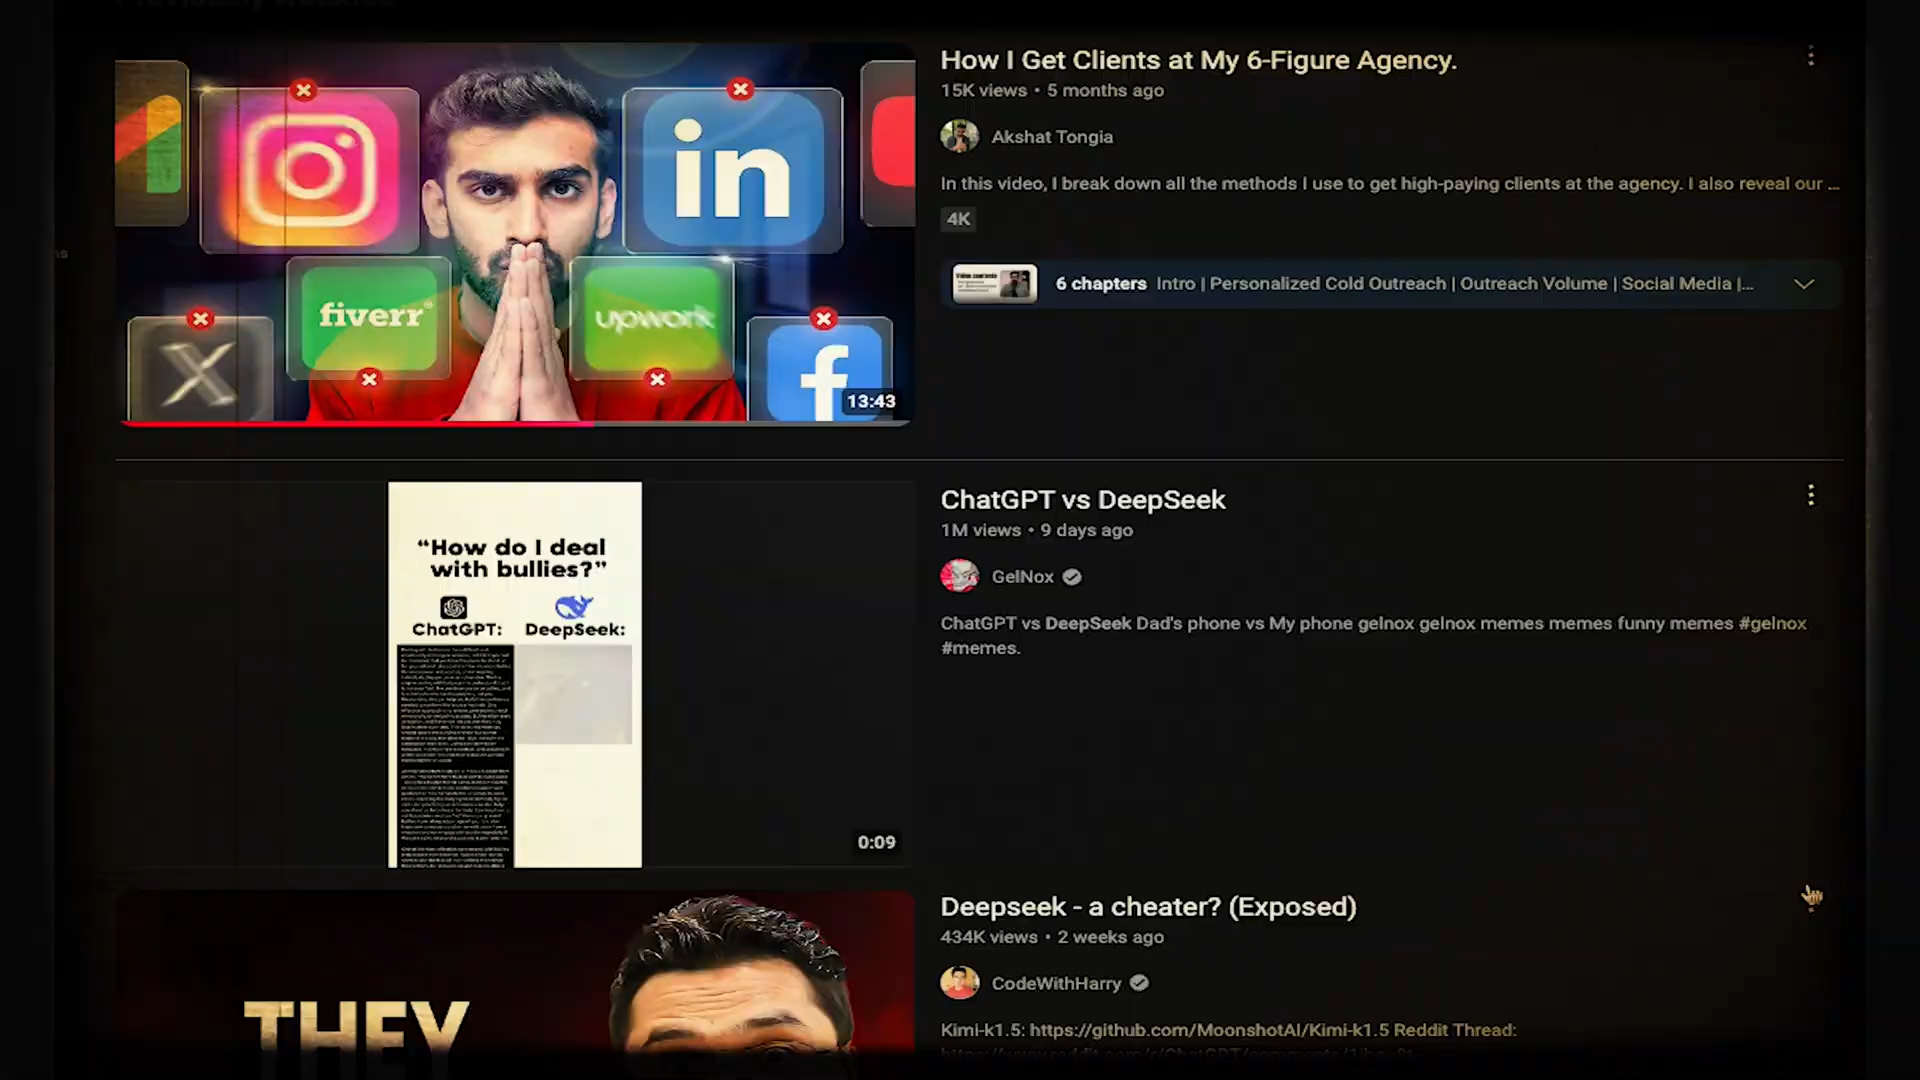 How I Get Clients at My 6-Figure Agency.
15K views • 5 months ago
Akshat Tongia
In this video, I break down all the methods I use to get high-paying clients at the agency. I also reveal our ...
4K
6 chapters Intro | Personalized Cold Outreach | Outreach Volume | Social Media |...
in
fiverr
upwork
X
f
13:43
ChatGPT vs DeepSeek
1M views • 9 days ago
GelNox
ChatGPT vs DeepSeek Dad's phone vs My phone gelnox gelnox memes memes funny memes #gelnox
#memes.
“How do I deal
with bullies?”
ChatGPT: DeepSeek:
0:09
Deepseek - a cheater? (Exposed)
434K views • 2 weeks ago
CodeWithHarry
Kimi-k1.5: https://github.com/MoonshotAI/Kimi-k1.5 Reddit Thread:
THEY